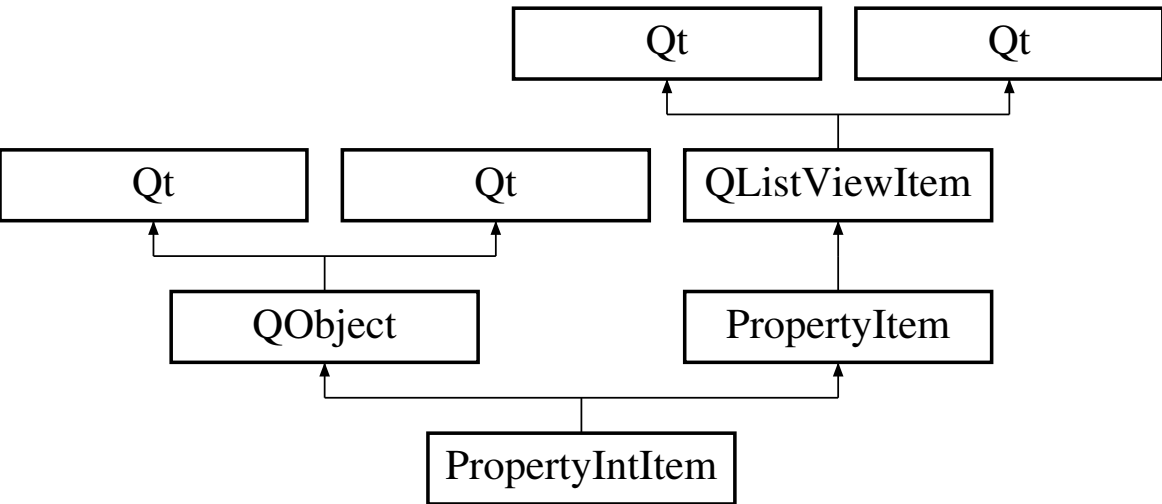 Qt
Qt
Qt
Qt
QListViewItem
QObject
PropertyItem
PropertyIntItem